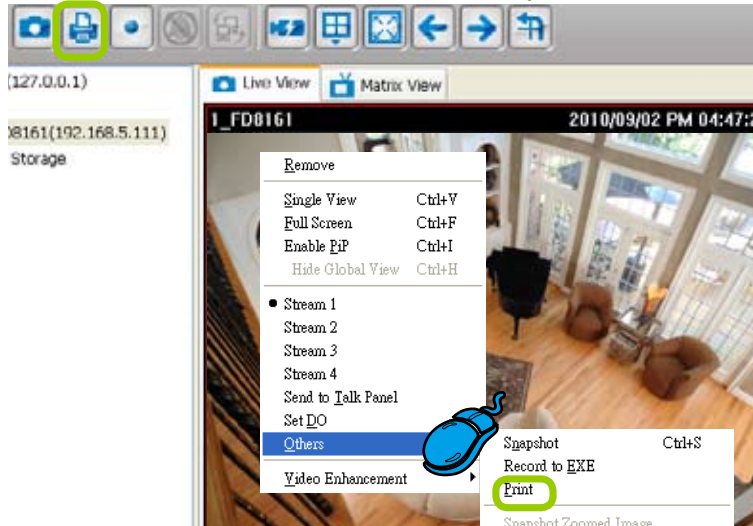 (127.0.0.1)
Live View
Matrix View
1_FD8161
2010/09/02 PM 04:47:2
8161(192.168.5.111)
Storage
Remove
Single View Ctrl+V
Full Screen Ctrl+F
Enable PiP Ctrl+I
Hide Global View Ctrl+H
Stream 1
Stream 2
Stream 3
Stream 4
Send to Talk Panel
Set DO
Others
Video Enhancement
Snapshot Ctrl+S
Record to EXE
Print
Snapshot Zoomed Image